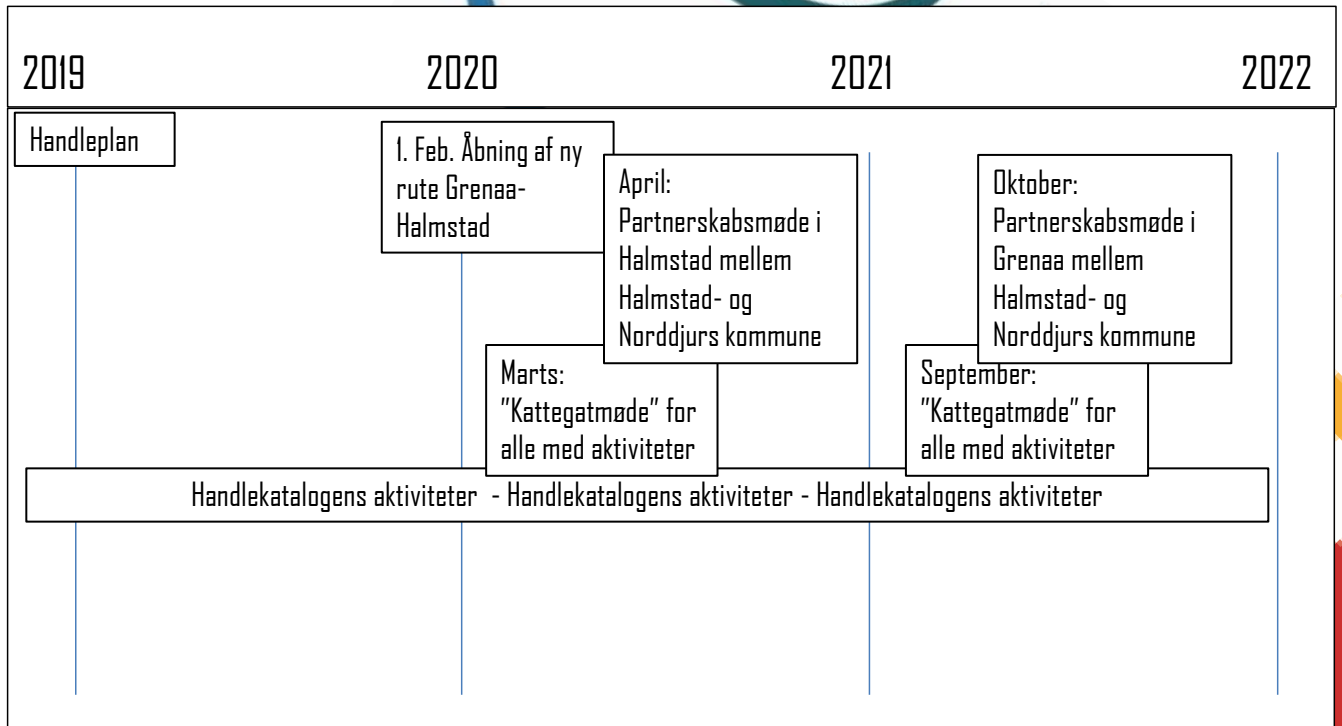 2019 2020 2021 2022
Handleplan
1. Feb. Åbning af ny
rute Grenaa-
Halmstad
April:
Partnerskabsmøde i
Halmstad mellem
Halmstad- og
Norddjurs kommune
Oktober:
Partnerskabsmøde i
Grenaa mellem
Halmstad- og
Norddjurs kommune
Marts:
”Kattegatmøde” for
alle med aktiviteter
September:
”Kattegatmøde” for
alle med aktiviteter
Handlekatalogens aktiviteter - Handlekatalogens aktiviteter - Handlekatalogens aktiviteter